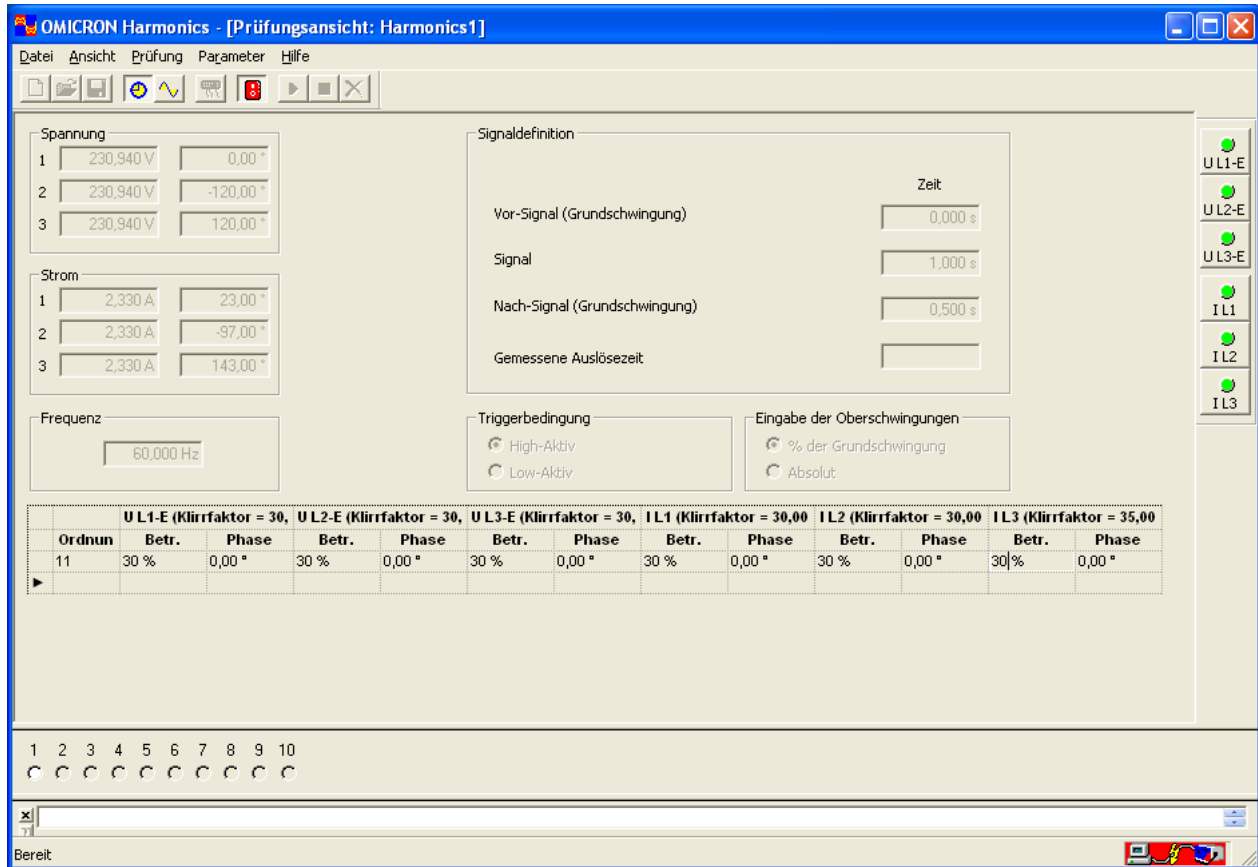 OMICRON Harmonics - [Prüfungsansicht: Harmonics1]
Datei Ansicht Prüfung Parameter Hilfe
Spannung
1 230,940 V 0,00 °
2 230,940 V -120,00 °
3 230,940 V 120,00 °
Strom
1 2,330 A 23,00 °
2 2,330 A -97,00 °
3 2,330 A 143,00 °
Frequenz
60,000 Hz
Signaldefinition
Zeit
Vor-Signal (Grundschwingung) 0,000 s
Signal 1,000 s
Nach-Signal (Grundschwingung) 0,500 s
Gemessene Auslösezeit
Triggerbedingung
High-Aktiv
Low-Aktiv
Eingabe der Oberschwingungen
% der Grundschwingung
Absolut
U L1-E
U L2-E
U L3-E
I L1
I L2
I L3
U L1-E (Klirrfaktor = 30, U L2-E (Klirrfaktor = 30, U L3-E (Klirrfaktor = 30, I L1 (Klirrfaktor = 30,00 I L2 (Klirrfaktor = 30,00 I L3 (Klirrfaktor = 35,00
Ordnun Betr. Phase Betr. Phase Betr. Phase Betr. Phase Betr. Phase Betr. Phase
11 30 % 0,00 ° 30 % 0,00 ° 30 % 0,00 ° 30 % 0,00 ° 30 % 0,00 ° 30 % 0,00 °
1 2 3 4 5 6 7 8 9 10
Bereit